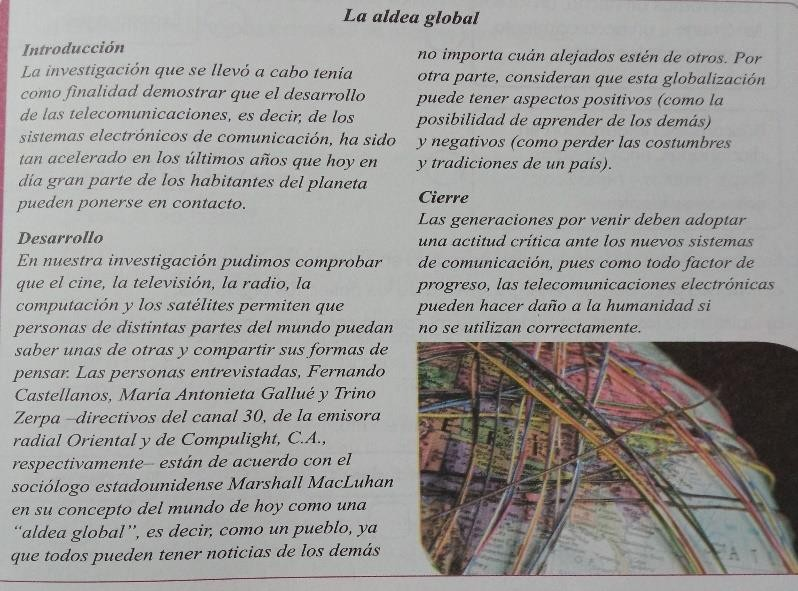 La aldea global
Introducción
La investigación que se llevó a cabo tenía
como finalidad demostrar que el desarrollo
de las telecomunicaciones, es decir, de los
sistemas electrónicos de comunicación, ha sido
tan acelerado en los últimos años que hoy en
día gran parte de los habitantes del planeta
pueden ponerse en contacto.
Desarrollo
En nuestra investigación pudimos comprobar
que el cine, la televisión, la radio, la
computación y los satélites permiten que
personas de distintas partes del mundo puedan
saber unas de otras y compartir sus formas de
pensar. Las personas entrevistadas, Fernando
Castellanos, María Antonieta Gallué y Trino
Zerpa –directivos del canal 30, de la emisora
radial Oriental y de Compulight, C.A.,
respectivamente– están de acuerdo con el
sociólogo estadounidense Marshall MacLuhan
en su concepto del mundo de hoy como una
“aldea global”, es decir, como un pueblo, ya
que todos pueden tener noticias de los demás
no importa cuán alejados estén de otros. Por
otra parte, consideran que esta globalización
puede tener aspectos positivos (como la
posibilidad de aprender de los demás)
y negativos (como perder las costumbres
y tradiciones de un país).
Cierre
Las generaciones por venir deben adoptar
una actitud crítica ante los nuevos sistemas
de comunicación, pues como todo factor de
progreso, las telecomunicaciones electrónicas
pueden hacer daño a la humanidad si
no se utilizan correctamente.